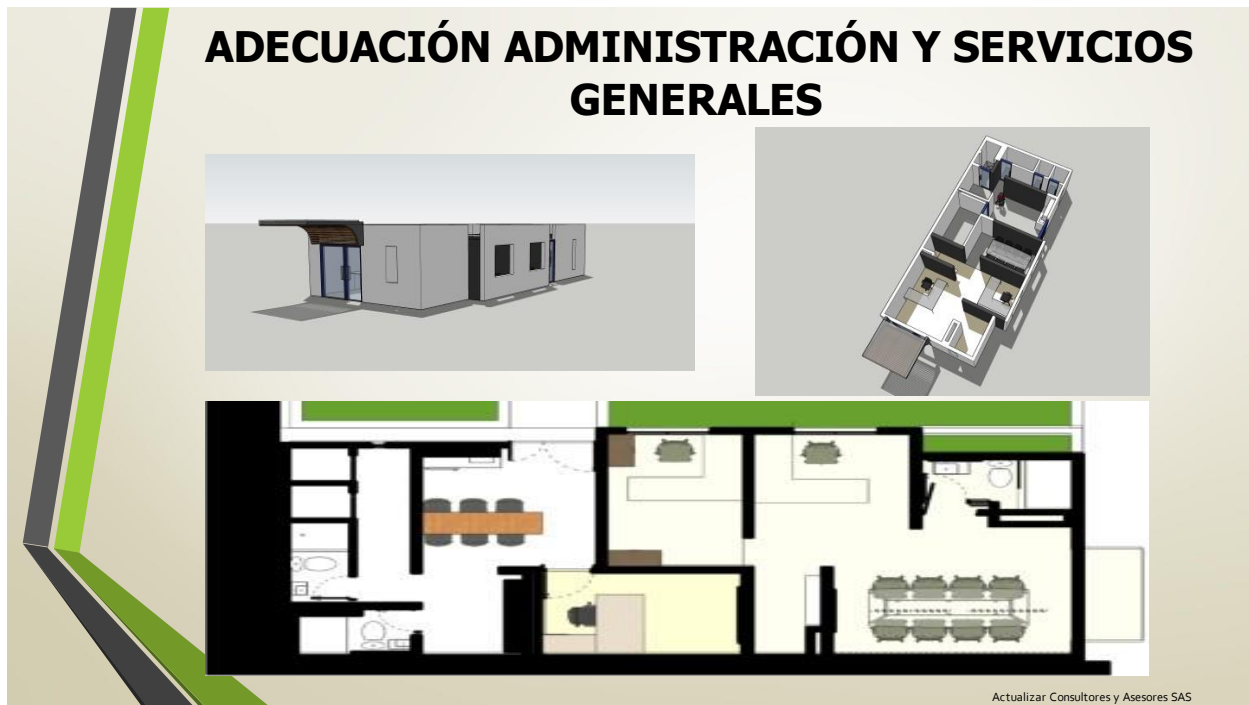 ADECUACIÓN ADMINISTRACIÓN Y SERVICIOS
GENERALES
Actualizar Consultores y Asesores SAS